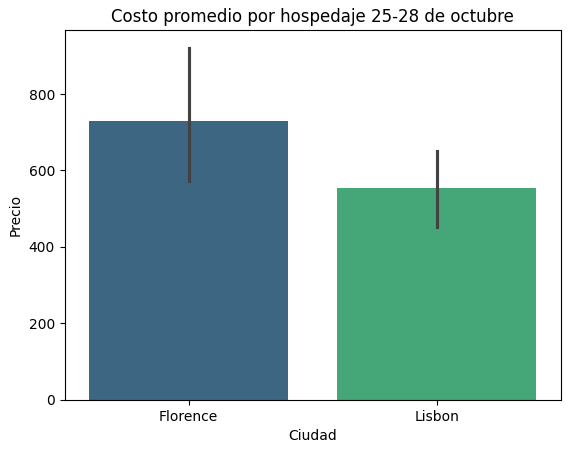 Costo promedio por hospedaje 25-28 de octubre
Precio
800
600
400
200
0
Florence
Lisbon
Ciudad